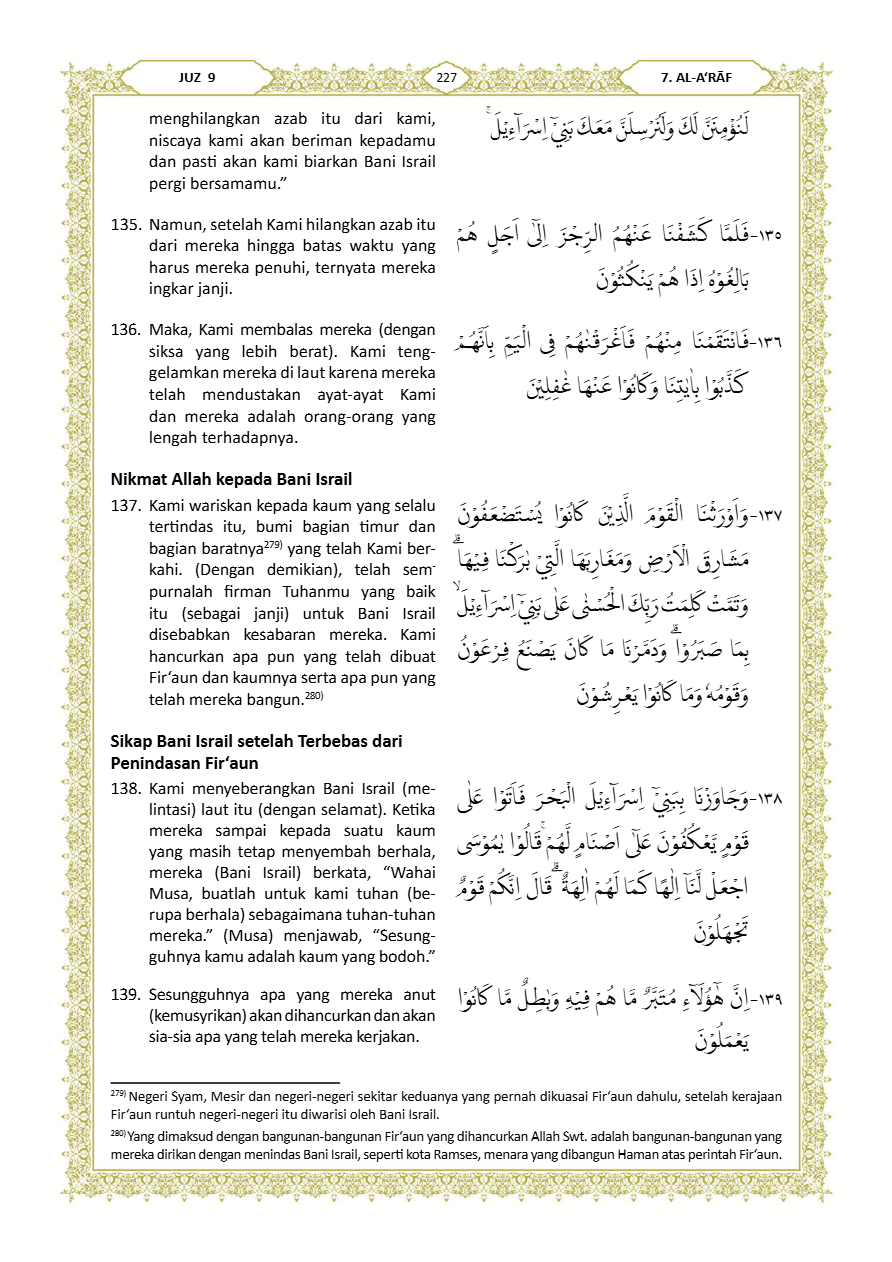 JUZ 9
227
7. AL-A‘RĀF
menghilangkan azab itu dari kami,
niscaya kami akan beriman kepadamu
dan pasti akan kami biarkan Bani Israil
pergi bersamamu.”
لَنُؤْمِنَنَّ لَكَ وَلَنُرْسِلَنَّ مَعَكَ بَنِيْٓ اِسْرَاۤءِيْلَ ۚ
135. Namun, setelah Kami hilangkan azab itu
dari mereka hingga batas waktu yang
harus mereka penuhi, ternyata mereka
ingkar janji.
١٣٥-فَلَمَّا كَشَفْنَا عَنْهُمُ الرِّجْزَ اِلٰٓى اَجَلٍ هُمْ
بَالِغُوْهُ اِذَا هُمْ يَنْكُثُوْنَ
136. Maka, Kami membalas mereka (dengan
siksa yang lebih berat). Kami teng-
gelamkan mereka di laut karena mereka
telah mendustakan ayat-ayat Kami
dan mereka adalah orang-orang yang
lengah terhadapnya.
١٣٦-فَانْتَقَمْنَا مِنْهُمْ فَاَغْرَقْنٰهُمْ فِى الْيَمِّ بِاَنَّهُمْ
كَذَّبُوْا بِاٰيٰتِنَا وَكَانُوْا عَنْهَا غٰفِلِيْنَ
Nikmat Allah kepada Bani Israil
137. Kami wariskan kepada kaum yang selalu
tertindas itu, bumi bagian timur dan
bagian baratnya²⁷⁹⁾ yang telah Kami ber-
kahi. (Dengan demikian), telah sem-
purnalah firman Tuhanmu yang baik
itu (sebagai janji) untuk Bani Israil
disebabkan kesabaran mereka. Kami
hancurkan apa pun yang telah dibuat
Fir‘aun dan kaumnya serta apa pun yang
telah mereka bangun.²⁸⁰⁾
١٣٧-وَاَوْرَثْنَا الْقَوْمَ الَّذِيْنَ كَانُوْا يُسْتَضْعَفُوْنَ
مَشَارِقَ الْاَرْضِ وَمَغَارِبَهَا الَّتِيْ بٰرَكْنَا فِيْهَاۗ
وَتَمَّتْ كَلِمَتُ رَبِّكَ الْحُسْنٰى عَلٰى بَنِيْٓ اِسْرَاۤءِيْلَۙ
بِمَا صَبَرُوْاۗ وَدَمَّرْنَا مَا كَانَ يَصْنَعُ فِرْعَوْنُ
وَقَوْمُهٗ وَمَا كَانُوْا يَعْرِشُوْنَ
Sikap Bani Israil setelah Terbebas dari
Penindasan Fir‘aun
138. Kami menyeberangkan Bani Israil (me-
lintasi) laut itu (dengan selamat). Ketika
mereka sampai kepada suatu kaum
yang masih tetap menyembah berhala,
mereka (Bani Israil) berkata, “Wahai
Musa, buatlah untuk kami tuhan (be-
rupa berhala) sebagaimana tuhan-tuhan
mereka.” (Musa) menjawab, “Sesung-
guhnya kamu adalah kaum yang bodoh.”
١٣٨-وَجَاوَزْنَا بِبَنِيْٓ اِسْرَاۤءِيْلَ الْبَحْرَ فَاَتَوْا عَلٰى
قَوْمٍ يَّعْكُفُوْنَ عَلٰٓى اَصْنَامٍ لَّهُمْۚ قَالُوْا يٰمُوْسَى
اجْعَلْ لَّنَآ اِلٰهًا كَمَا لَهُمْ اٰلِهَةٌ ۗ قَالَ اِنَّكُمْ قَوْمٌ
تَجْهَلُوْنَ
139. Sesungguhnya apa yang mereka anut
(kemusyrikan) akan dihancurkan dan akan
sia-sia apa yang telah mereka kerjakan.
١٣٩-اِنَّ هٰٓؤُلَاۤءِ مُتَبَّرٌ مَّا هُمْ فِيْهِ وَبٰطِلٌ مَّا كَانُوْا
يَعْمَلُوْنَ
²⁷⁹⁾ Negeri Syam, Mesir dan negeri-negeri sekitar keduanya yang pernah dikuasai Fir‘aun dahulu, setelah kerajaan
Fir‘aun runtuh negeri-negeri itu diwarisi oleh Bani Israil.
²⁸⁰⁾ Yang dimaksud dengan bangunan-bangunan Fir‘aun yang dihancurkan Allah Swt. adalah bangunan-bangunan yang
mereka dirikan dengan menindas Bani Israil, seperti kota Ramses, menara yang dibangun Haman atas perintah Fir‘aun.